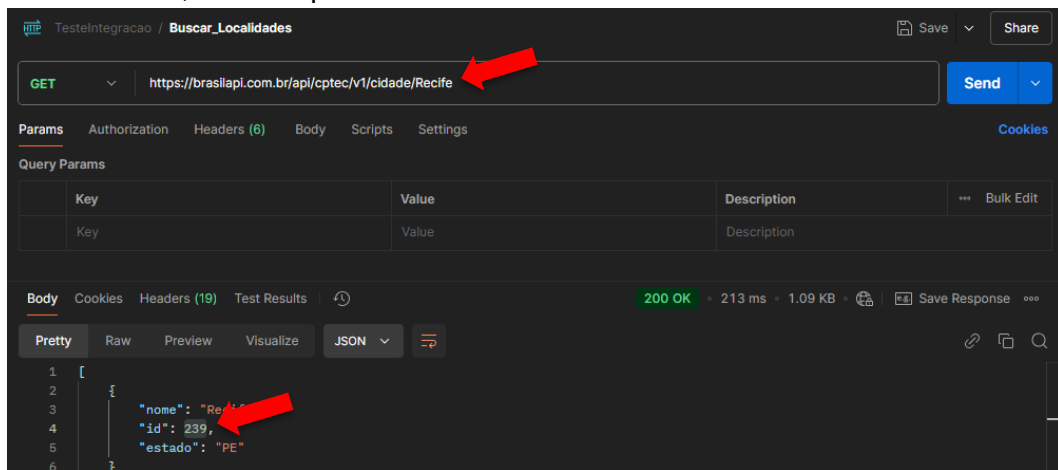 HTTP TesteIntegracao / Buscar_Localidades Save Share
GET https://brasilapi.com.br/api/cptec/v1/cidade/Recife Send
Params Authorization Headers (6) Body Scripts Settings Cookies
Query Params
Key Value Description Bulk Edit
Key Value Description
Body Cookies Headers (19) Test Results 200 OK 213 ms 1.09 KB e.g. Save Response
Pretty Raw Preview Visualize JSON
1 [
2 {
3 "nome":
4 "id": 239,
5 "estado": "PE"
6 }